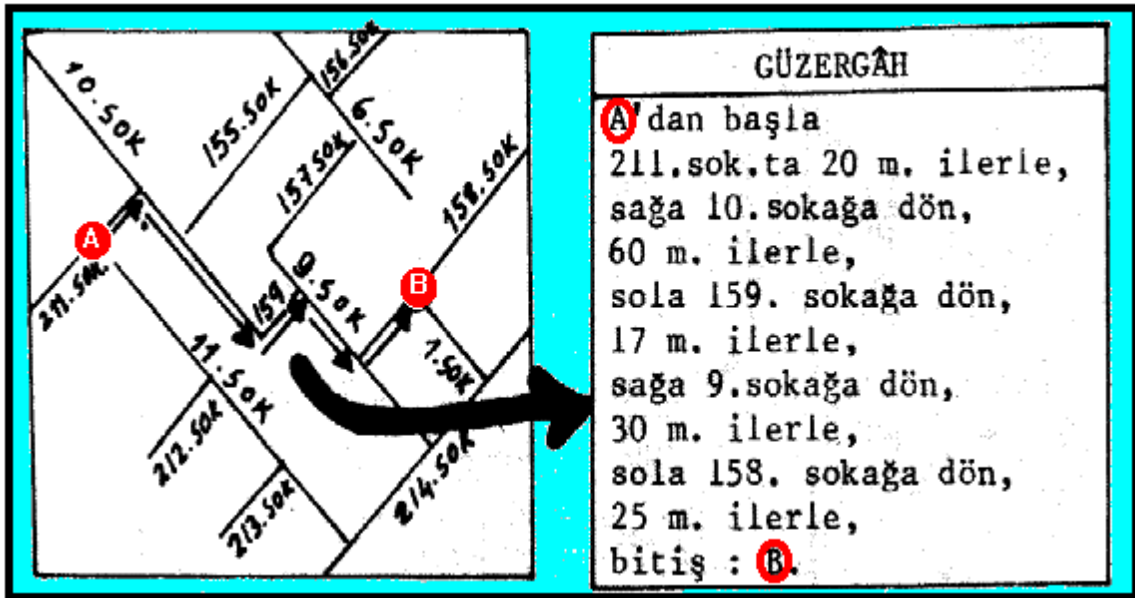 10.SOK
155.SOK
156.SOK
6.SOK
157 SOK
158.SOK
A
211.SOK.
159
9.SOK
B
11.SOK
1.SOK
212.SOK
213.SOK
214.SOK
GÜZERGÂH
A'dan başla
211.sok.ta 20 m. ilerle,
sağa 10.sokağa dön,
60 m. ilerle,
sola 159. sokağa dön,
17 m. ilerle,
sağa 9.sokağa dön,
30 m. ilerle,
sola 158. sokağa dön,
25 m. ilerle,
bitiş : B.